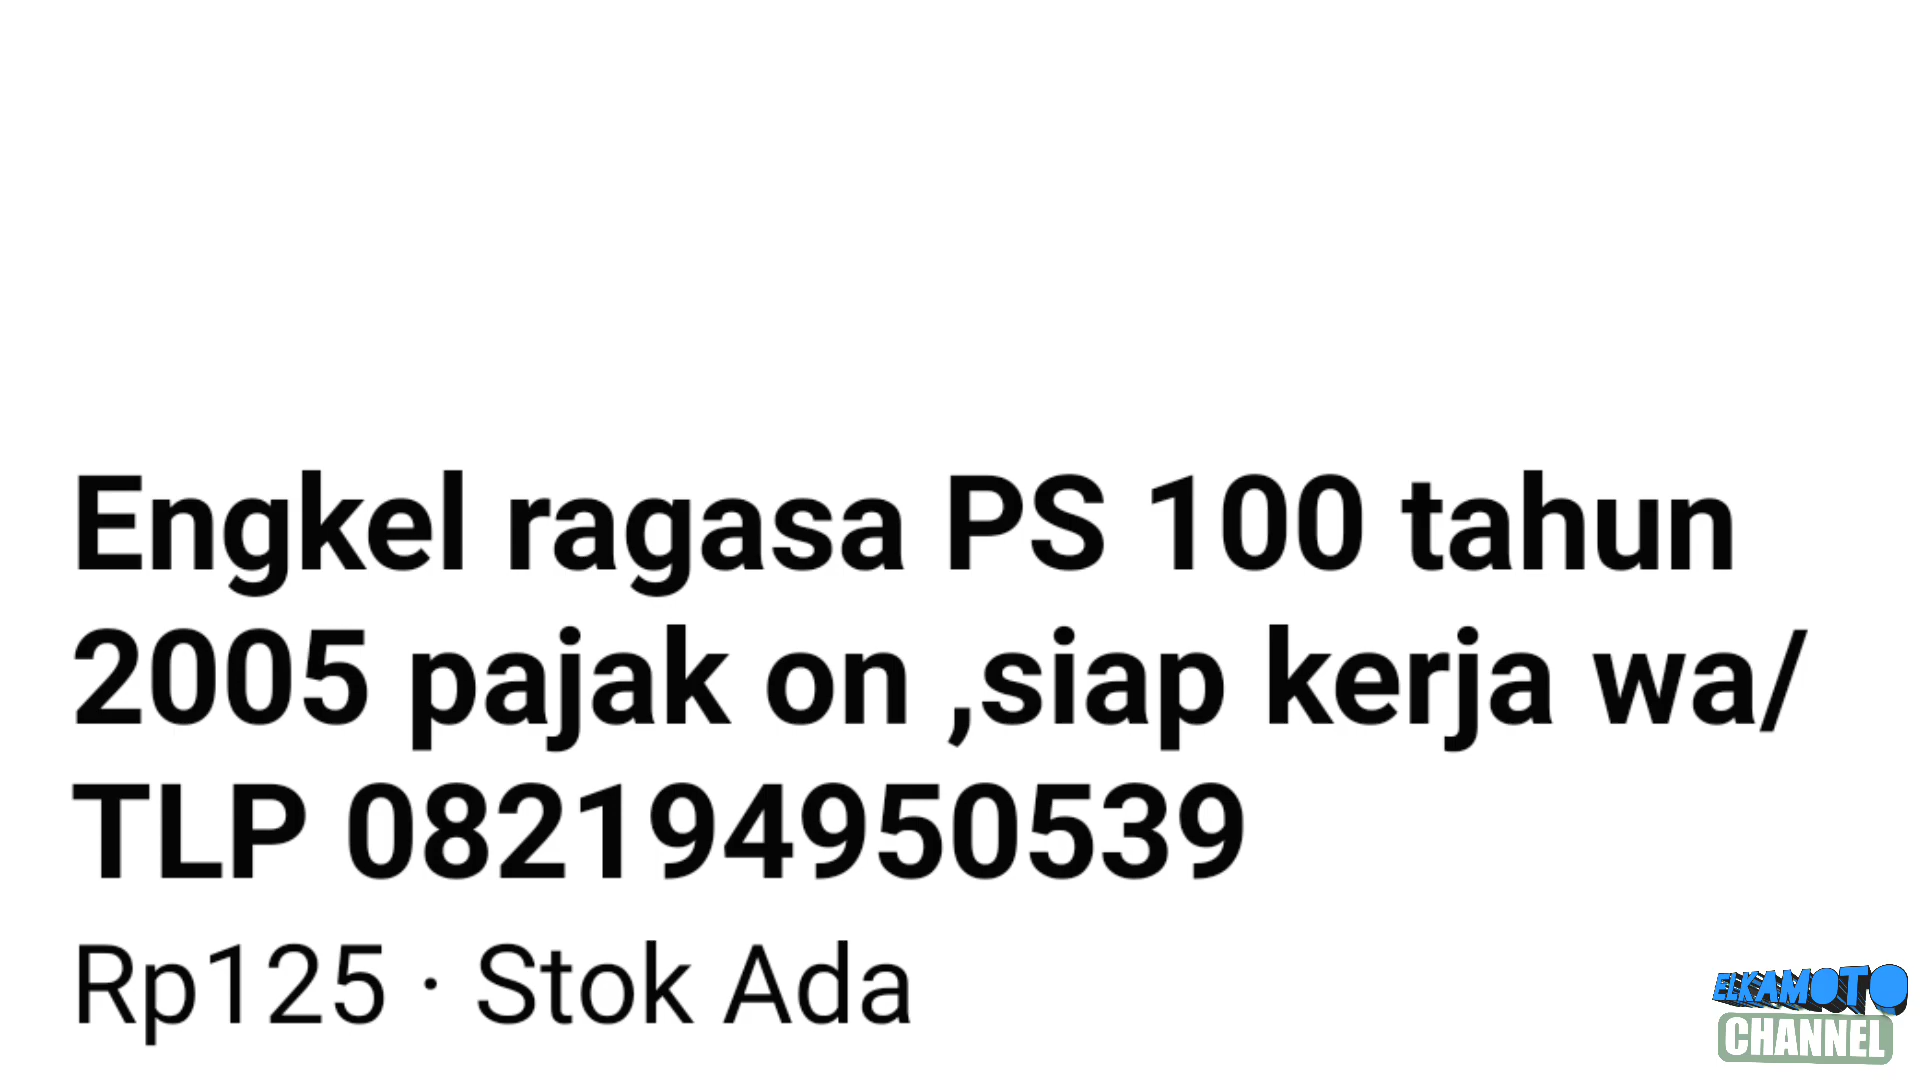 Engkel ragasa PS 100 tahun
2005 pajak on ,siap kerja wa/
TLP 082194950539
Rp125 · Stok Ada
ELKAMOTO
CHANNEL